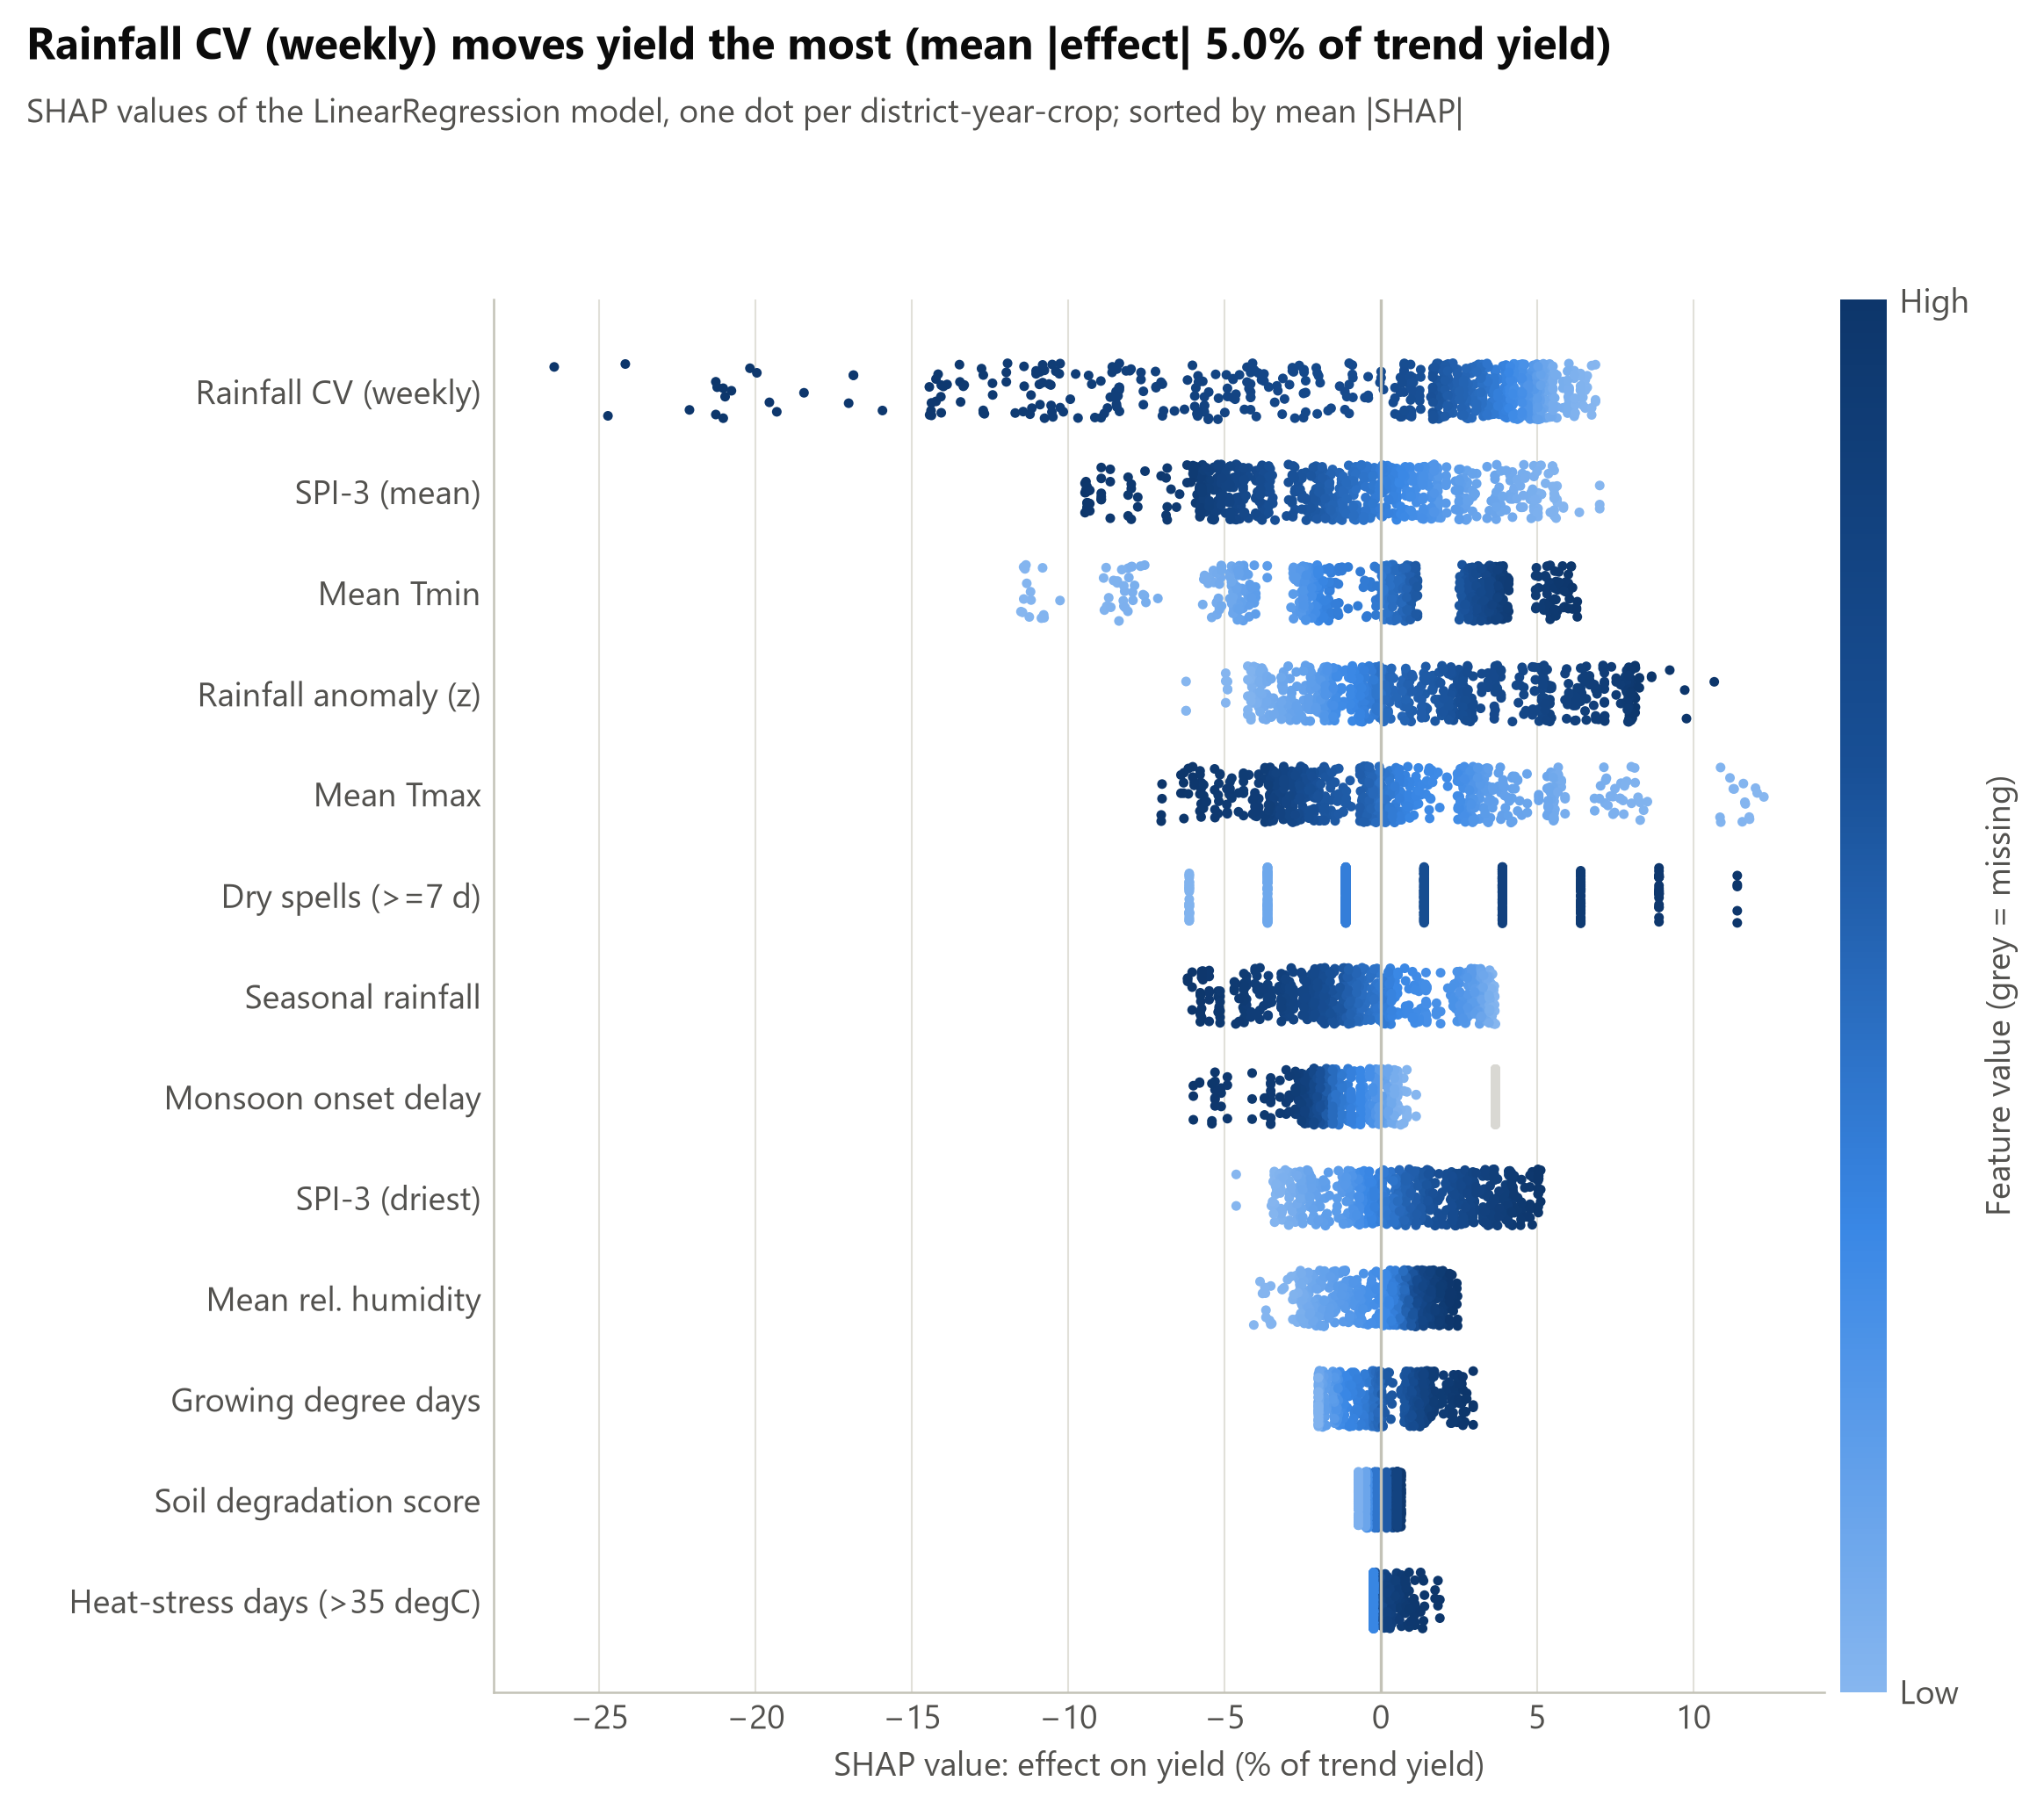 Rainfall CV (weekly) moves yield the most (mean |effect| 5.0% of trend yield)
SHAP values of the LinearRegression model, one dot per district-year-crop; sorted by mean |SHAP|
High
Rainfall CV (weekly)
SPI-3 (mean)
Mean Tmin
Rainfall anomaly (z)
Mean Tmax
Dry spells (>=7 d)
Seasonal rainfall
Monsoon onset delay
SPI-3 (driest)
Mean rel. humidity
Growing degree days
Soil degradation score
Heat-stress days (>35 degC)
Feature value (grey = missing)
Low
−25 −20 −15 −10 −5 0 5 10
SHAP value: effect on yield (% of trend yield)